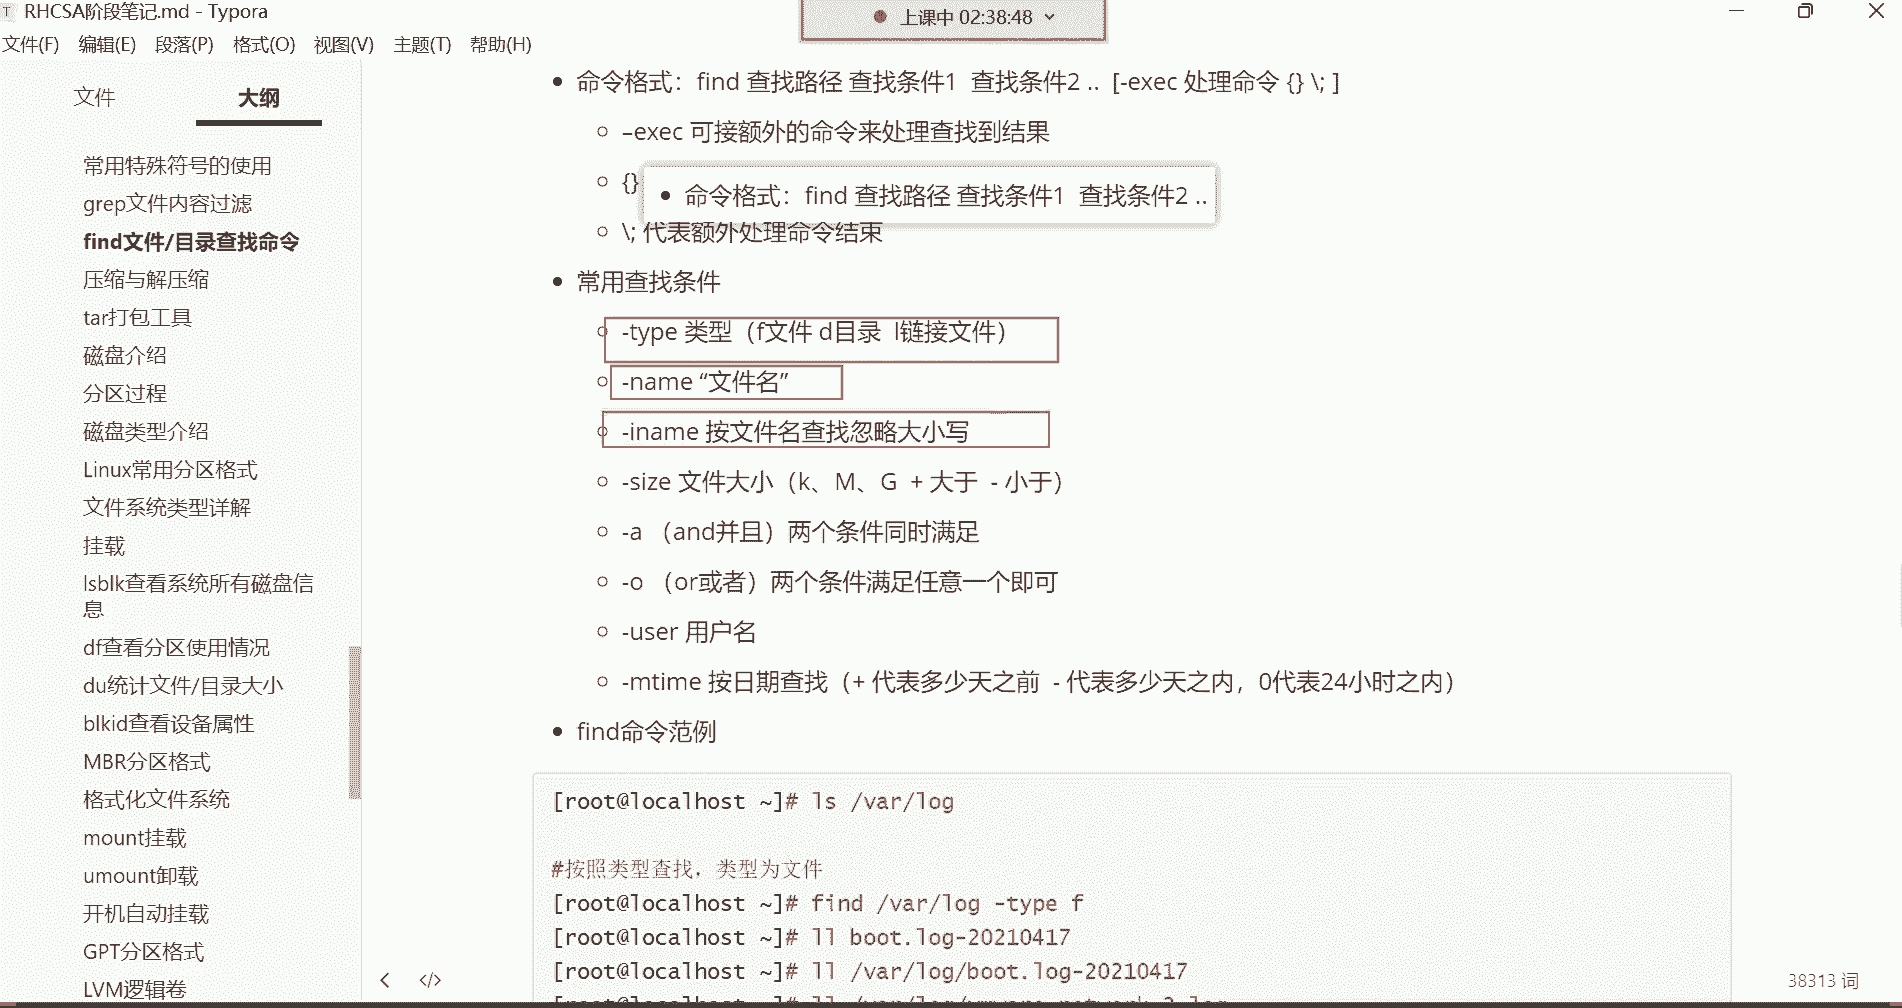 RHCSA阶段笔记.md - Typora
上课中 02:38:48
文件(F) 编辑(E) 段落(P) 格式(O) 视图(V) 主题(T) 帮助(H)
文件 大纲
常用特殊符号的使用
grep文件内容过滤
find文件/目录查找命令
压缩与解压缩
tar打包工具
磁盘介绍
分区过程
磁盘类型介绍
Linux常用分区格式
文件系统类型详解
挂载
lsblk查看系统所有磁盘信
息
df查看分区使用情况
du统计文件/目录大小
blkid查看设备属性
MBR分区格式
格式化文件系统
mount挂载
umount卸载
开机自动挂载
GPT分区格式
LVM逻辑卷
命令格式：find 查找路径 查找条件1 查找条件2 .. [-exec 处理命令 {} \; ]
–exec 可接额外的命令来处理查找到结果
{}
命令格式：find 查找路径 查找条件1 查找条件2 ..
\; 代表额外处理命令结束
常用查找条件
-type 类型（f文件 d目录 l链接文件）
-name “文件名”
-iname 按文件名查找忽略大小写
-size 文件大小（k、M、G + 大于 - 小于）
-a （and并且）两个条件同时满足
-o （or或者）两个条件满足任意一个即可
-user 用户名
-mtime 按日期查找（+ 代表多少天之前 - 代表多少天之内，0代表24小时之内）
find命令范例
[root@localhost ~]# ls /var/log
#按照类型查找，类型为文件
[root@localhost ~]# find /var/log -type f
[root@localhost ~]# ll boot.log-20210417
[root@localhost ~]# ll /var/log/boot.log-20210417
38313 词